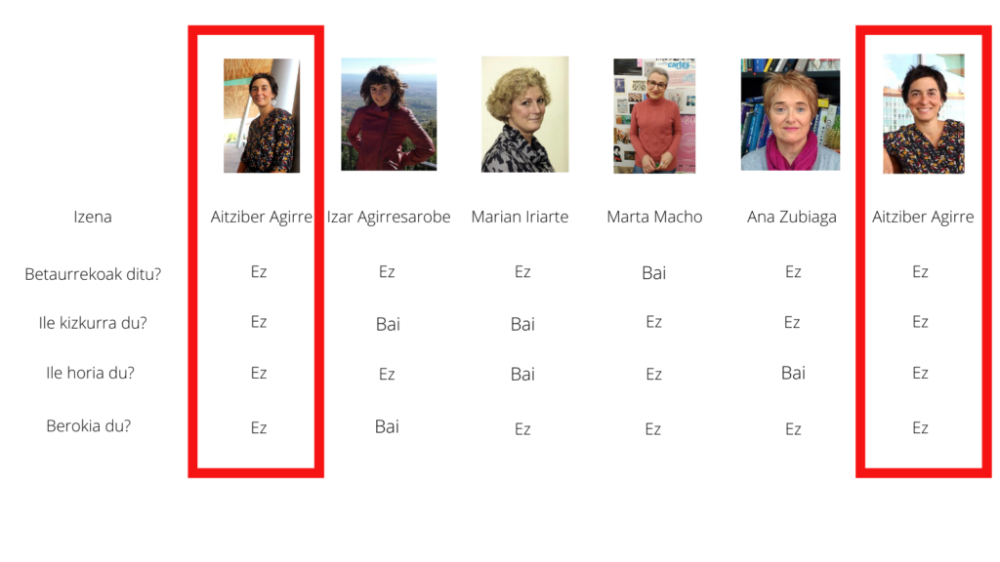 cartes
Izena Aitziber Agirre Izar Agirresarobe Marian Iriarte Marta Macho Ana Zubiaga Aitziber Agirre
Betaurrekoak ditu? Ez Ez Ez Bai Ez Ez
Ile kizkurra du? Ez Bai Bai Ez Ez Ez
Ile horia du? Ez Ez Bai Ez Bai Ez
Berokia du? Ez Bai Ez Ez Ez Ez